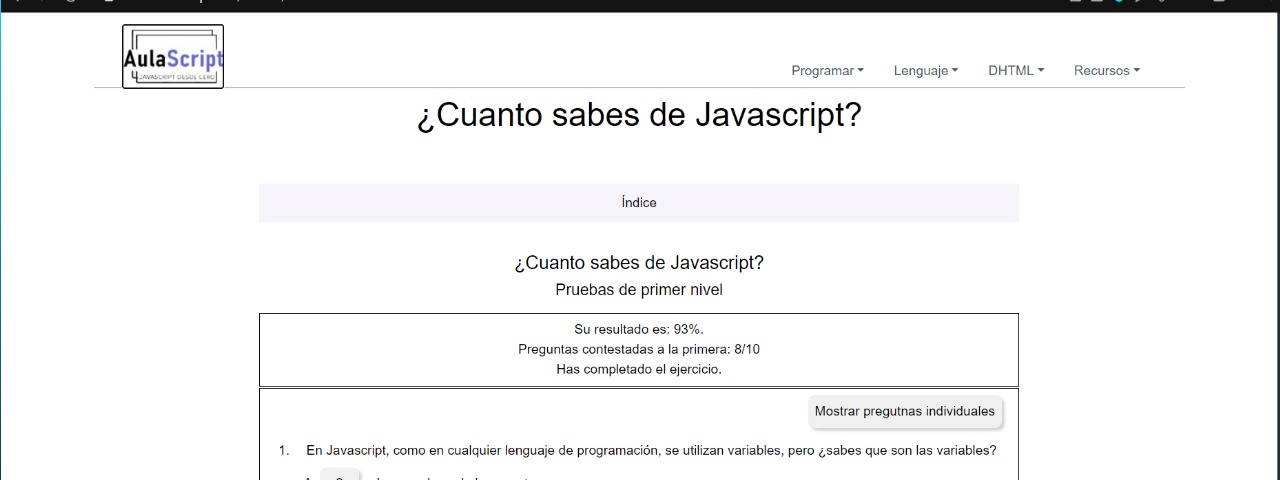 AulaScript
JAVASCRIPT DESDE CERO
Programar Lenguaje DHTML Recursos
¿Cuanto sabes de Javascript?
Índice
¿Cuanto sabes de Javascript?
Pruebas de primer nivel
Su resultado es: 93%.
Preguntas contestadas a la primera: 8/10
Has completado el ejercicio.
Mostrar pregutnas individuales
1. En Javascript, como en cualquier lenguaje de programación, se utilizan variables, pero ¿sabes que son las variables?